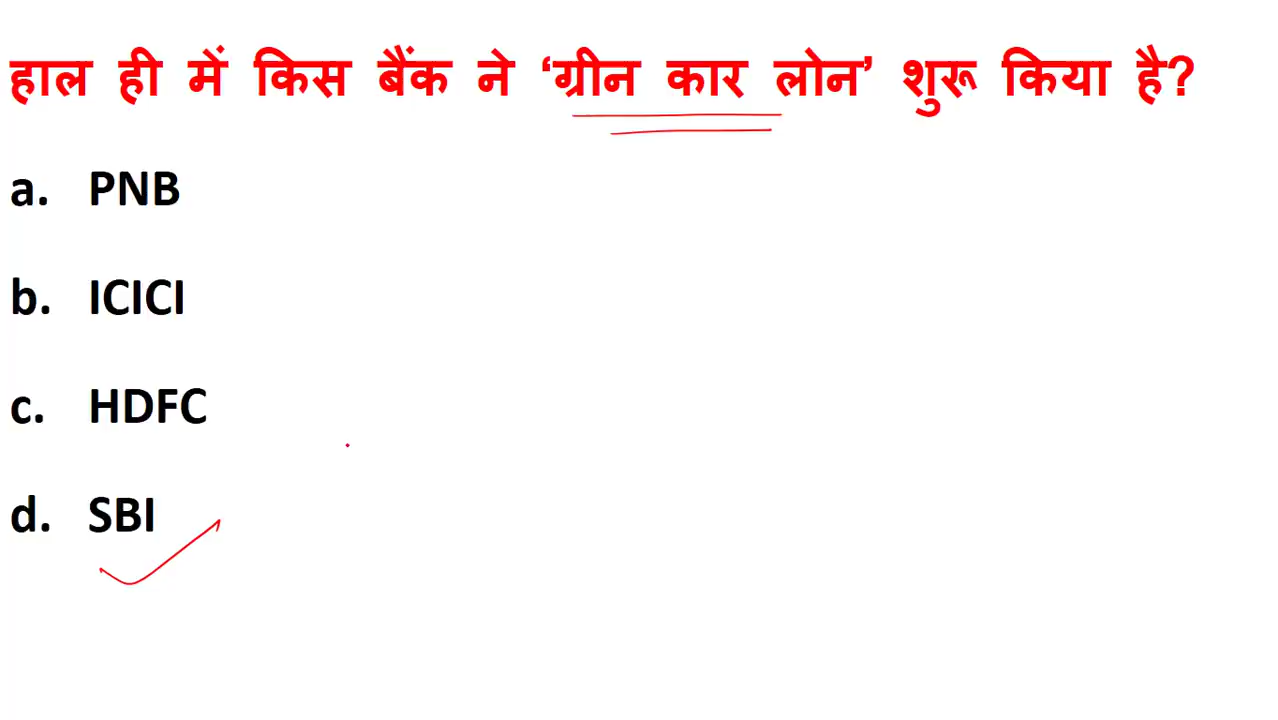 हाल ही में किस बैंक ने ‘ग्रीन कार लोन’ शुरू किया है?
a. PNB
b. ICICI
c. HDFC
d. SBI